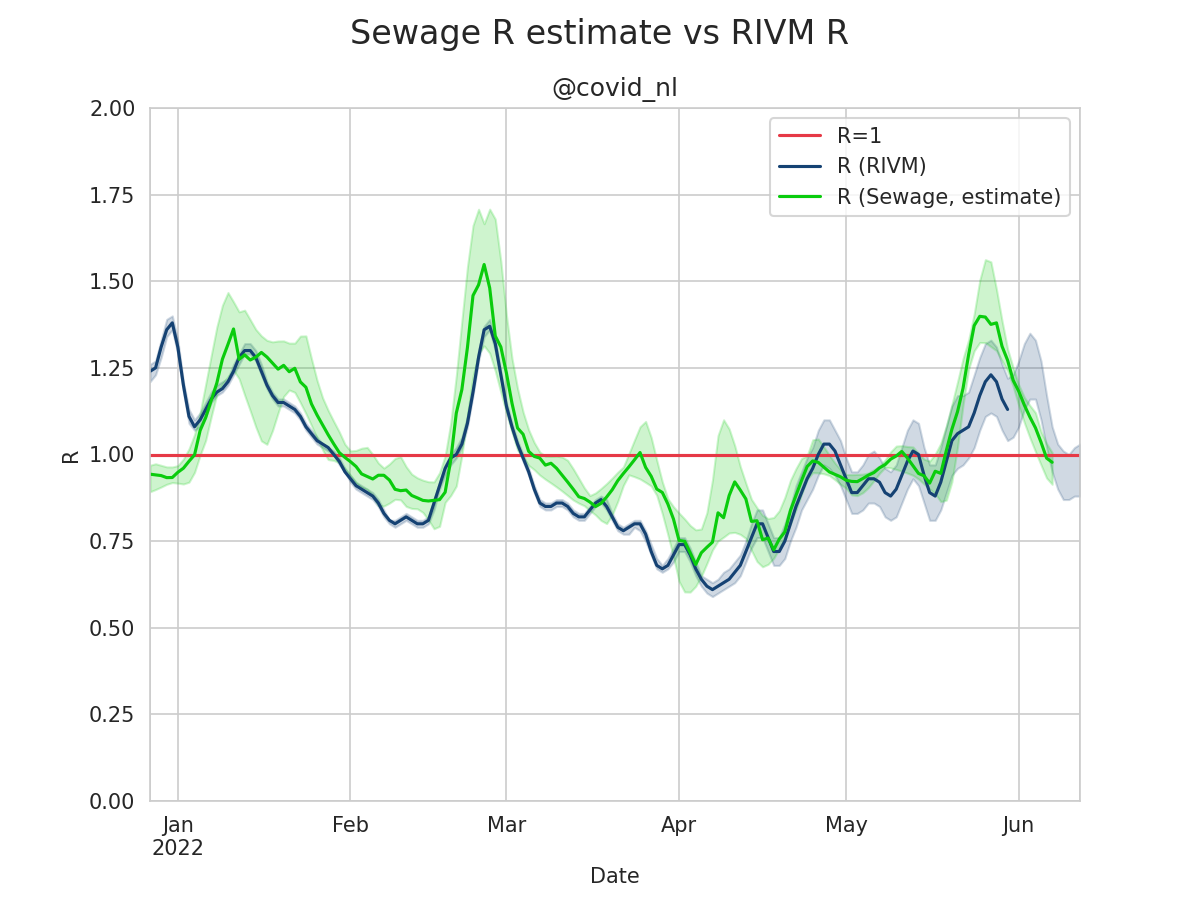 Sewage R estimate vs RIVM R
@covid_nl
R=1
R (RIVM)
R (Sewage, estimate)
2.00
1.75
1.50
1.25
1.00
0.75
0.50
0.25
0.00
R
Jan
2022
Feb
Mar
Apr
May
Jun
Date